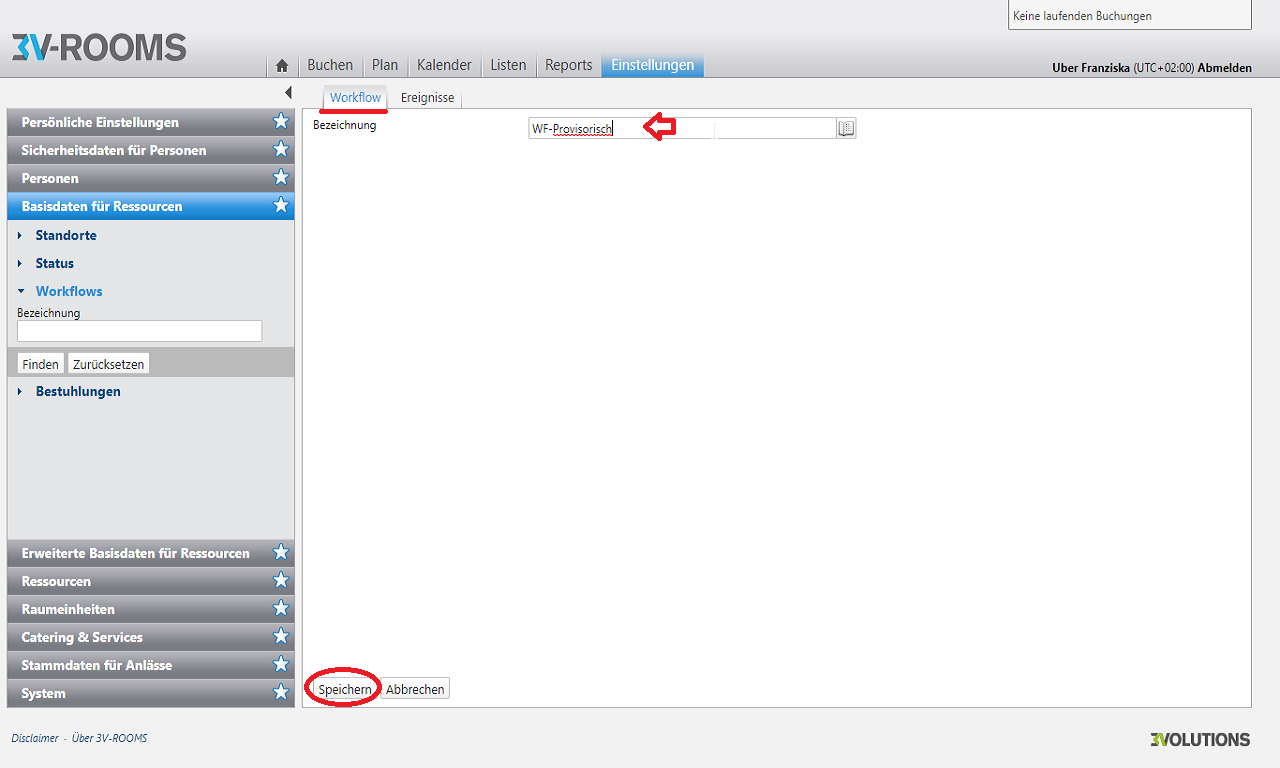 Keine laufenden Buchungen
3V-ROOMS
Buchen Plan Kalender Listen Reports Einstellungen
Uber Franziska (UTC+02:00) Abmelden
Workflow Ereignisse
Persönliche Einstellungen
Sicherheitsdaten für Personen
Personen
Basisdaten für Ressourcen
Standorte
Status
Workflows
Bezeichnung
Finden Zurücksetzen
Bestuhlungen
Erweiterte Basisdaten für Ressourcen
Ressourcen
Raumeinheiten
Catering & Services
Stammdaten für Anlässe
System
Bezeichnung WF-Provisorisch
Speichern Abbrechen
Disclaimer - Über 3V-ROOMS
3VOLUTIONS